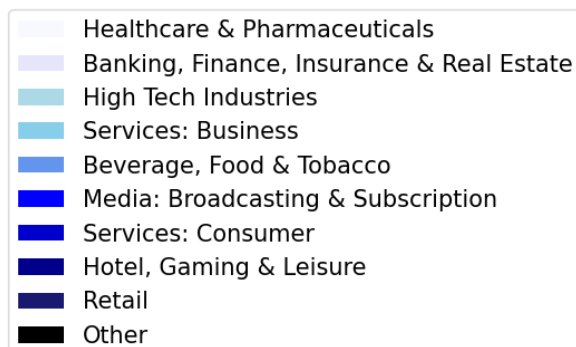 Healthcare & Pharmaceuticals
Banking, Finance, Insurance & Real Estate
High Tech Industries
Services: Business
Beverage, Food & Tobacco
Media: Broadcasting & Subscription
Services: Consumer
Hotel, Gaming & Leisure
Retail
Other